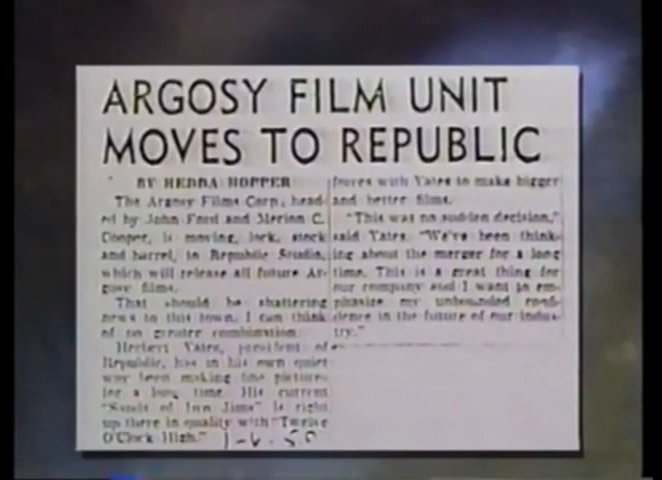 ARGOSY FILM UNIT
MOVES TO REPUBLIC
BY HEDDA HOPPER
The Argosy Films Corp., head-
ed by John Ford and Merian C.
Cooper, is moving, lock, stock
and barrel, to Republic Studio,
which will release all future Ar-
gosy films.
That should be shattering
news in this town. I can think
of no greater combination.
Herbert Yates, president of
Republic, has in his own quiet
way been making fine pictures
for a long time. His current
"Sands of Iwo Jima" is right
up there in quality with "Twelve
O'Clock High."
1-6-50
forces with Yates to make bigger
and better films.
"This was no sudden decision,"
said Yates. "We've been think-
ing about the merger for a long
time. This is a great thing for
our company and I want to em-
phasize my unbounded confi-
dence in the future of our indus-
try."